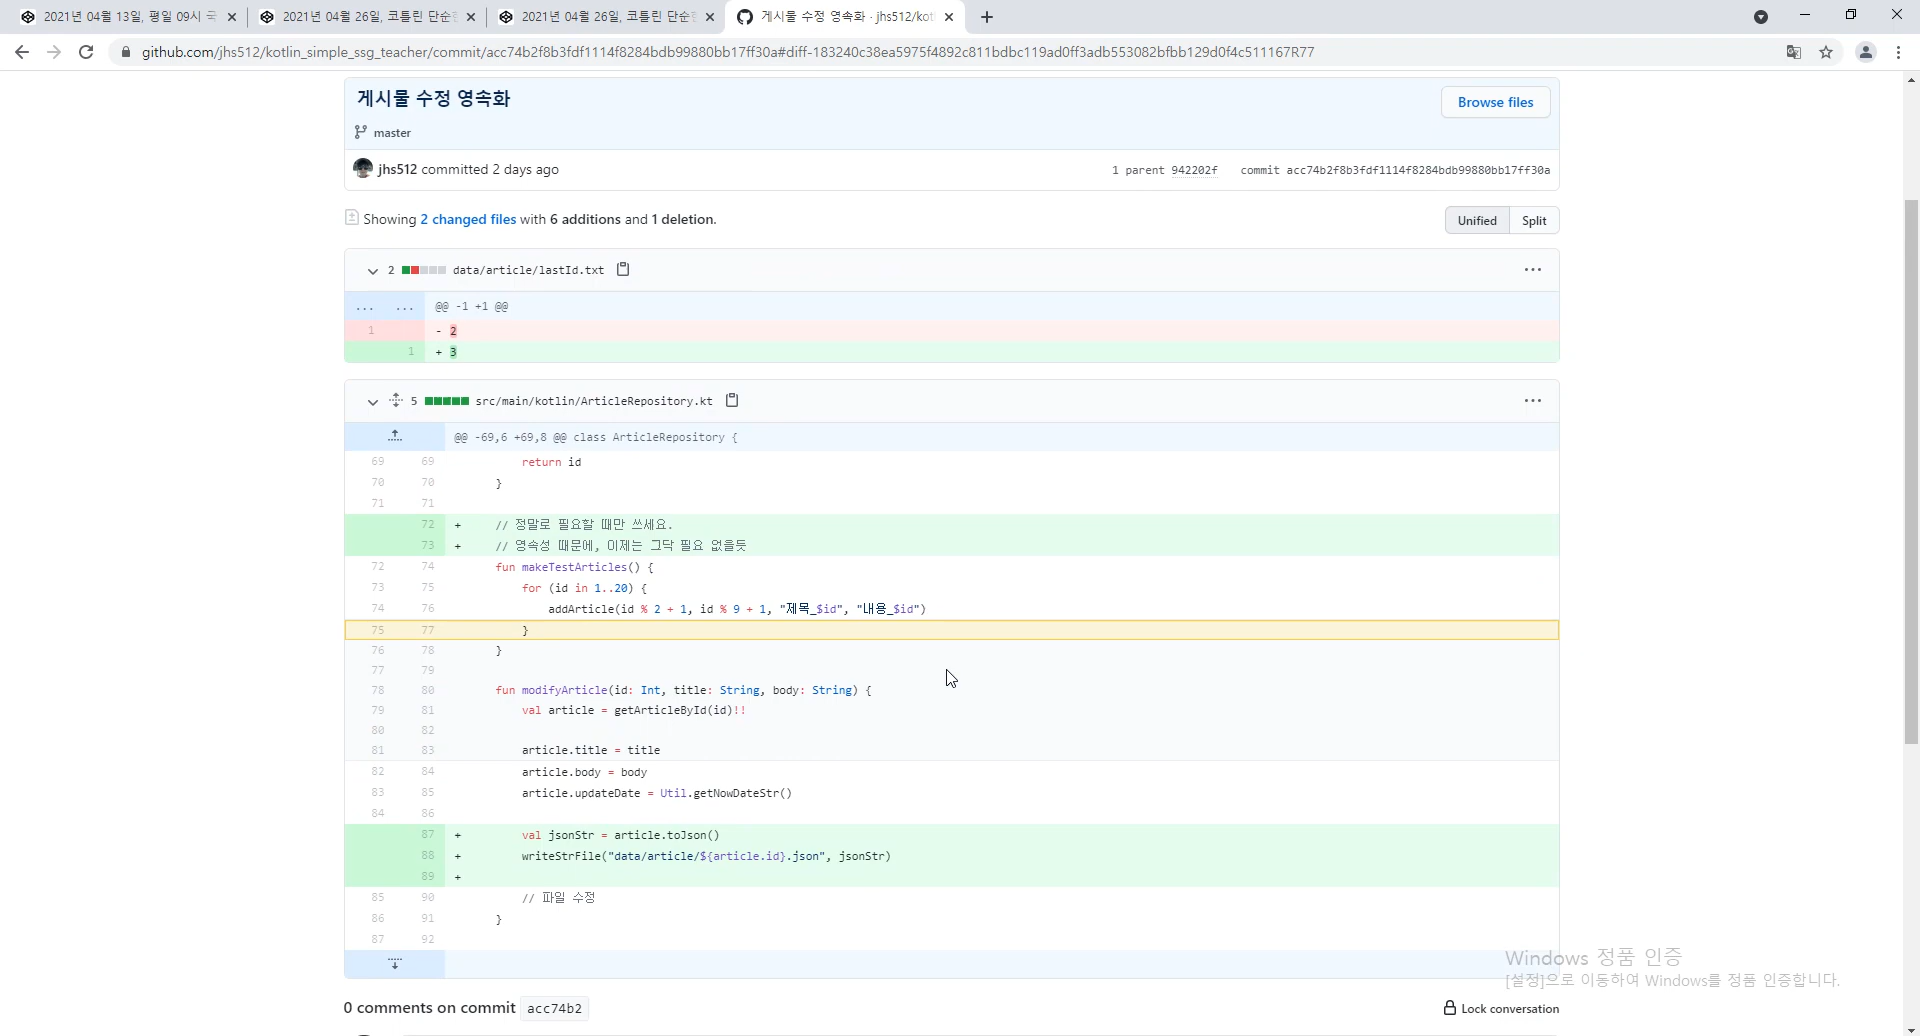 2021년 04월 13일, 평일 09시 국
2021년 04월 26일, 코틀린 단순
2021년 04월 26일, 코틀린 단순
게시물 수정 영속화 · jhs512/kotl
github.com/jhs512/kotlin_simple_ssg_teacher/commit/acc74b2f8b3fdf1114f8284bdb99880bb17ff30a#diff-183240c38ea5975f4892c811bdbc119ad0ff3adb553082bfbb129d0f4c511167R77
게시물 수정 영속화
Browse files
master
jhs512 committed 2 days ago
1 parent 942202f commit acc74b2f8b3fdf1114f8284bdb99880bb17ff30a
Showing 2 changed files with 6 additions and 1 deletion.
Unified Split
2 data/article/lastId.txt
... ... @@ -1 +1 @@
1 - 2
1 + 3
5 src/main/kotlin/ArticleRepository.kt
@@ -69,6 +69,8 @@ class ArticleRepository {
69 69 return id
70 70 }
71 71
72 + // 정말로 필요할 때만 쓰세요.
73 + // 영속성 때문에, 이제는 그닥 필요 없을듯
72 74 fun makeTestArticles() {
73 75 for (id in 1..20) {
74 76 addArticle(id % 2 + 1, id % 9 + 1, "제목_$id", "내용_$id")
75 77 }
76 78 }
77 79
78 80 fun modifyArticle(id: Int, title: String, body: String) {
79 81 val article = getArticleById(id)!!
80 82
81 83 article.title = title
82 84 article.body = body
83 85 article.updateDate = Util.getNowDateStr()
84 86
87 + val jsonStr = article.toJson()
88 + writeStrFile("data/article/${article.id}.json", jsonStr)
89 +
85 90 // 파일 수정
86 91 }
87 92
Windows 정품 인증
[설정]으로 이동하여 Windows를 정품 인증합니다.
0 comments on commit acc74b2
Lock conversation